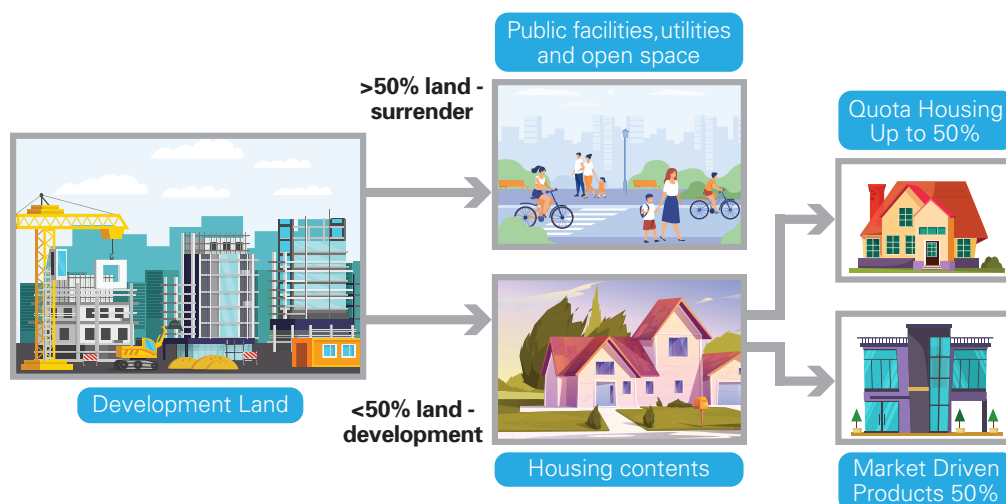 Public facilities, utilities
and open space
>50% land -
surrender
Quota Housing
Up to 50%
Development Land
<50% land -
development
Housing contents
Market Driven
Products 50%